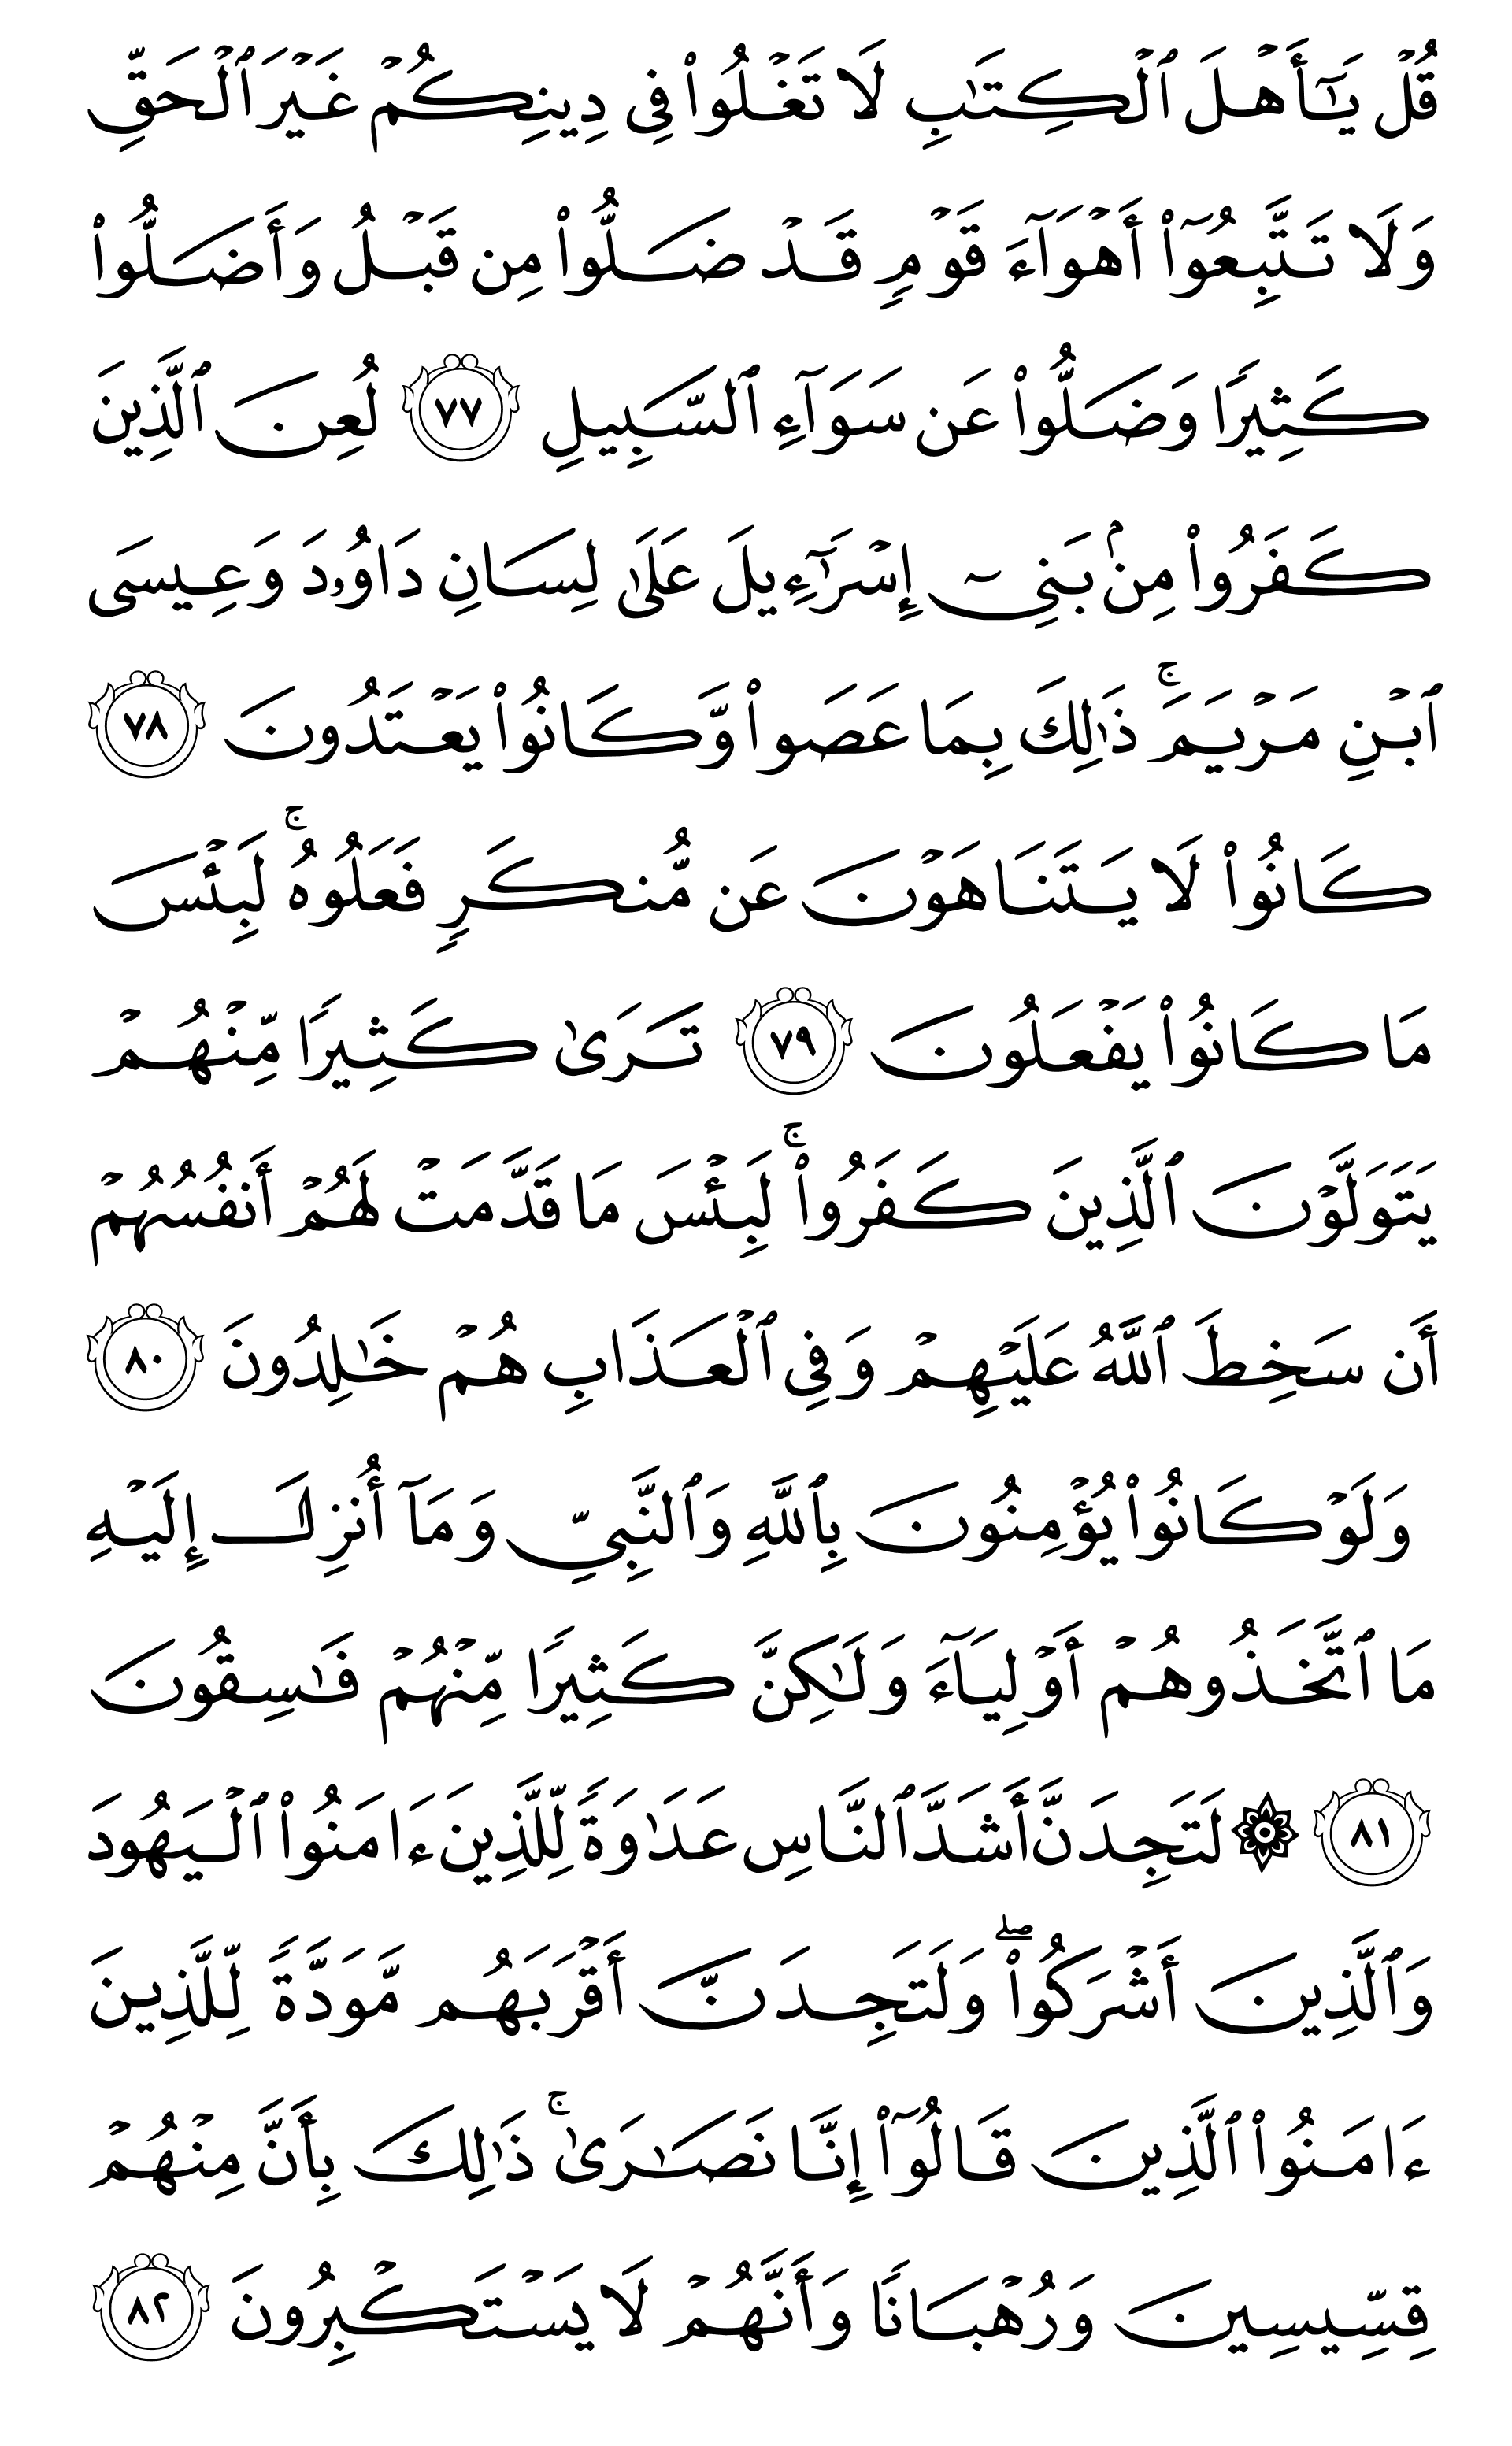 قُلْ يَٰٓأَهْلَ ٱلْكِتَٰبِ لَا تَغْلُوا۟ فِى دِينِكُمْ غَيْرَ ٱلْحَقِّ
وَلَا تَتَّبِعُوٓا۟ أَهْوَآءَ قَوْمٍ قَدْ ضَلُّوا۟ مِن قَبْلُ وَأَضَلُّوا۟
كَثِيرًا وَضَلُّوا۟ عَن سَوَآءِ ٱلسَّبِيلِ ٧٧ لُعِنَ ٱلَّذِينَ
كَفَرُوا۟ مِنۢ بَنِىٓ إِسْرَٰٓءِيلَ عَلَىٰ لِسَانِ دَاوُۥدَ وَعِيسَى
ٱبْنِ مَرْيَمَ ۚ ذَٰلِكَ بِمَا عَصَوا۟ وَّكَانُوا۟ يَعْتَدُونَ ٧٨
كَانُوا۟ لَا يَتَنَاهَوْنَ عَن مُّنكَرٍ فَعَلُوهُ ۚ لَبِئْسَ
مَا كَانُوا۟ يَفْعَلُونَ ٧٩ تَرَىٰ كَثِيرًا مِّنْهُمْ
يَتَوَلَّوْنَ ٱلَّذِينَ كَفَرُوا۟ ۚ لَبِئْسَ مَا قَدَّمَتْ لَهُمْ أَنفُسُهُمْ
أَن سَخِطَ ٱللَّهُ عَلَيْهِمْ وَفِى ٱلْعَذَابِ هُمْ خَٰلِدُونَ ٨٠
وَلَوْ كَانُوا۟ يُؤْمِنُونَ بِٱللَّهِ وَٱلنَّبِىِّ وَمَآ أُنزِلَ إِلَيْهِ
مَا ٱتَّخَذُوهُمْ أَوْلِيَآءَ وَلَٰكِنَّ كَثِيرًا مِّنْهُمْ فَٰسِقُونَ
٨١ ۞ لَتَجِدَنَّ أَشَدَّ ٱلنَّاسِ عَدَٰوَةً لِّلَّذِينَ ءَامَنُوا۟ ٱلْيَهُودَ
وَٱلَّذِينَ أَشْرَكُوا۟ ۖ وَلَتَجِدَنَّ أَقْرَبَهُم مَّوَدَّةً لِّلَّذِينَ
ءَامَنُوا۟ ٱلَّذِينَ قَالُوٓا۟ إِنَّا نَصَٰرَىٰ ۚ ذَٰلِكَ بِأَنَّ مِنْهُمْ
قِسِّيسِينَ وَرُهْبَانًا وَأَنَّهُمْ لَا يَسْتَكْبِرُونَ ٨٢